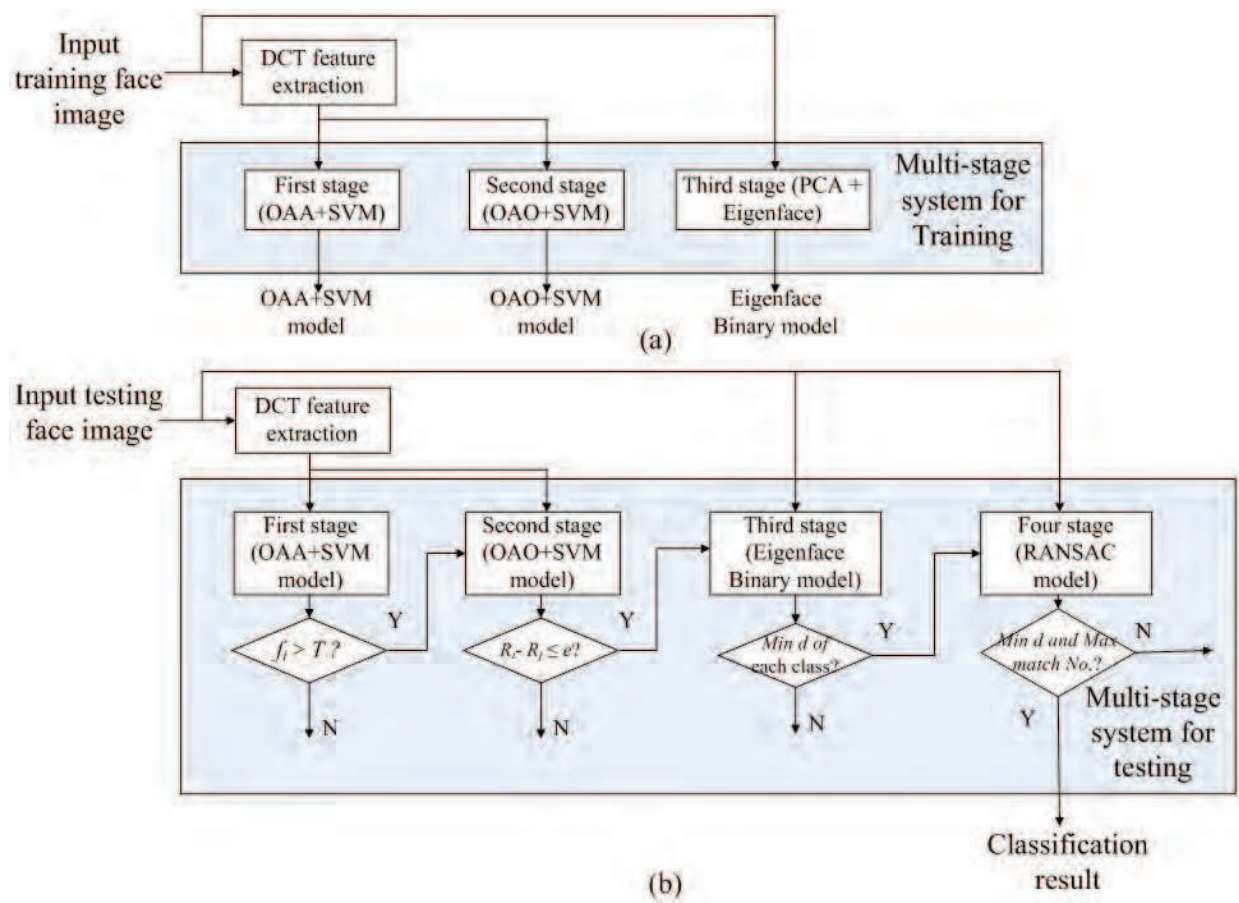 Input
training face
image
DCT feature
extraction
First stage
(OAA+SVM)
Second stage
(OAO+SVM)
Third stage (PCA +
Eigenface)
Multi-stage
system for
Training
OAA+SVM
model
OAO+SVM
model
Eigenface
Binary model
(a)
Input testing
face image
DCT feature
extraction
First stage
(OAA+SVM
model)
Second stage
(OAO+SVM
model)
Third stage
(Eigenface
Binary model)
Four stage
(RANSAC
model)
fi > T ?
Y
N
Ri- Rj ≤ e?
Y
N
Min d of
each class?
Y
N
Min d and Max
match No.?
N
Y
Multi-stage
system for
testing
Classification
result
(b)